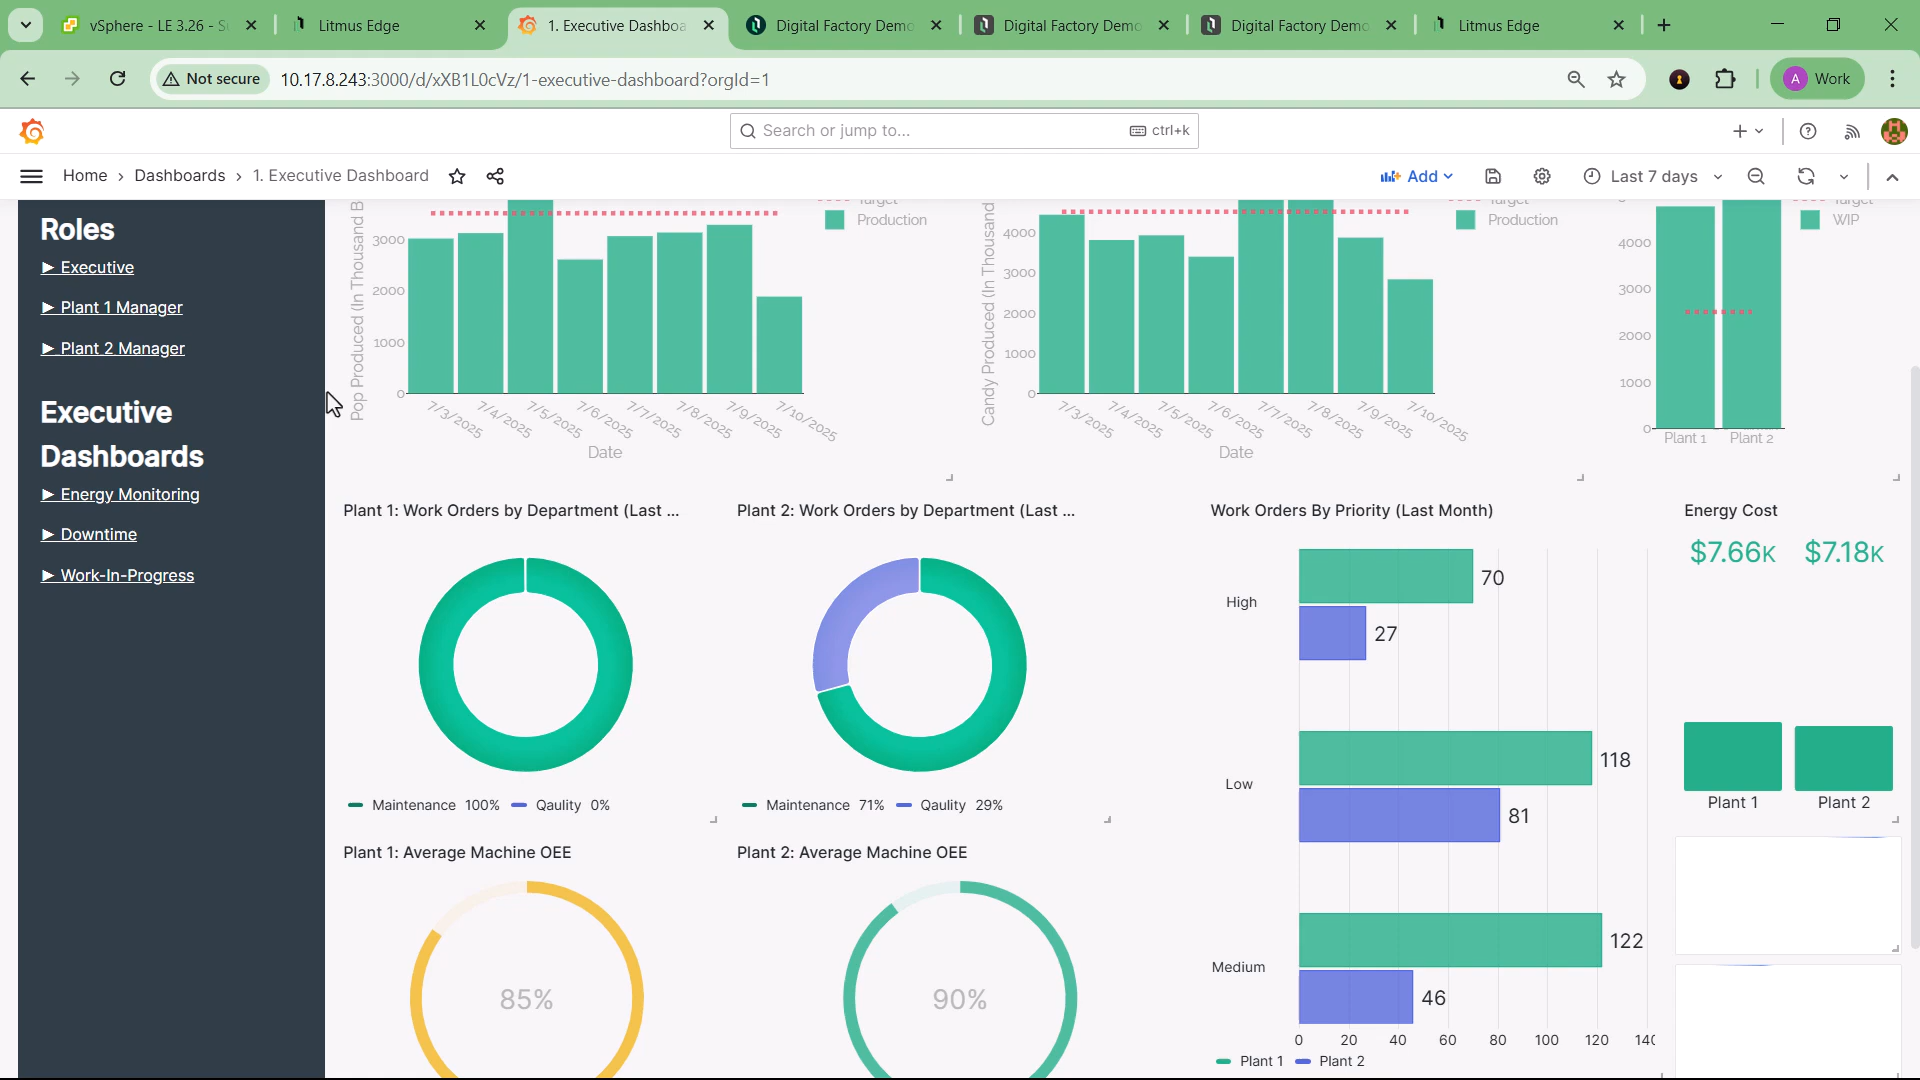 vSphere - LE 3.26 - S
Litmus Edge
1. Executive Dashboa
Digital Factory Demo
Digital Factory Demo
Digital Factory Demo
Litmus Edge
Not secure
10.17.8.243:3000/d/xXB1L0cVz/1-executive-dashboard?orgId=1
A Work
Search or jump to...
ctrl+k
Home › Dashboards › 1. Executive Dashboard
Add
Last 7 days
Roles
► Executive
► Plant 1 Manager
► Plant 2 Manager
Executive
Dashboards
► Energy Monitoring
► Downtime
► Work-In-Progress
Pop Produced (In Thousand B
3000
2000
1000
0
7/3/2025
7/4/2025
7/5/2025
7/6/2025
7/7/2025
7/8/2025
7/9/2025
7/10/2025
Date
Target
Production
Candy Produced (In Thousand
4000
3000
2000
1000
0
7/3/2025
7/4/2025
7/5/2025
7/6/2025
7/7/2025
7/8/2025
7/9/2025
7/10/2025
Date
Target
Production
4000
3000
2000
1000
0
Plant 1
Plant 2
Target
WIP
Plant 1: Work Orders by Department (Last ...
Maintenance 100% Qaulity 0%
Plant 2: Work Orders by Department (Last ...
Maintenance 71% Qaulity 29%
Work Orders By Priority (Last Month)
High
70
27
Low
118
81
Medium
122
46
0 20 40 60 80 100 120 140
Plant 1 Plant 2
Energy Cost
$7.66K $7.18K
Plant 1 Plant 2
Plant 1: Average Machine OEE
85%
Plant 2: Average Machine OEE
90%